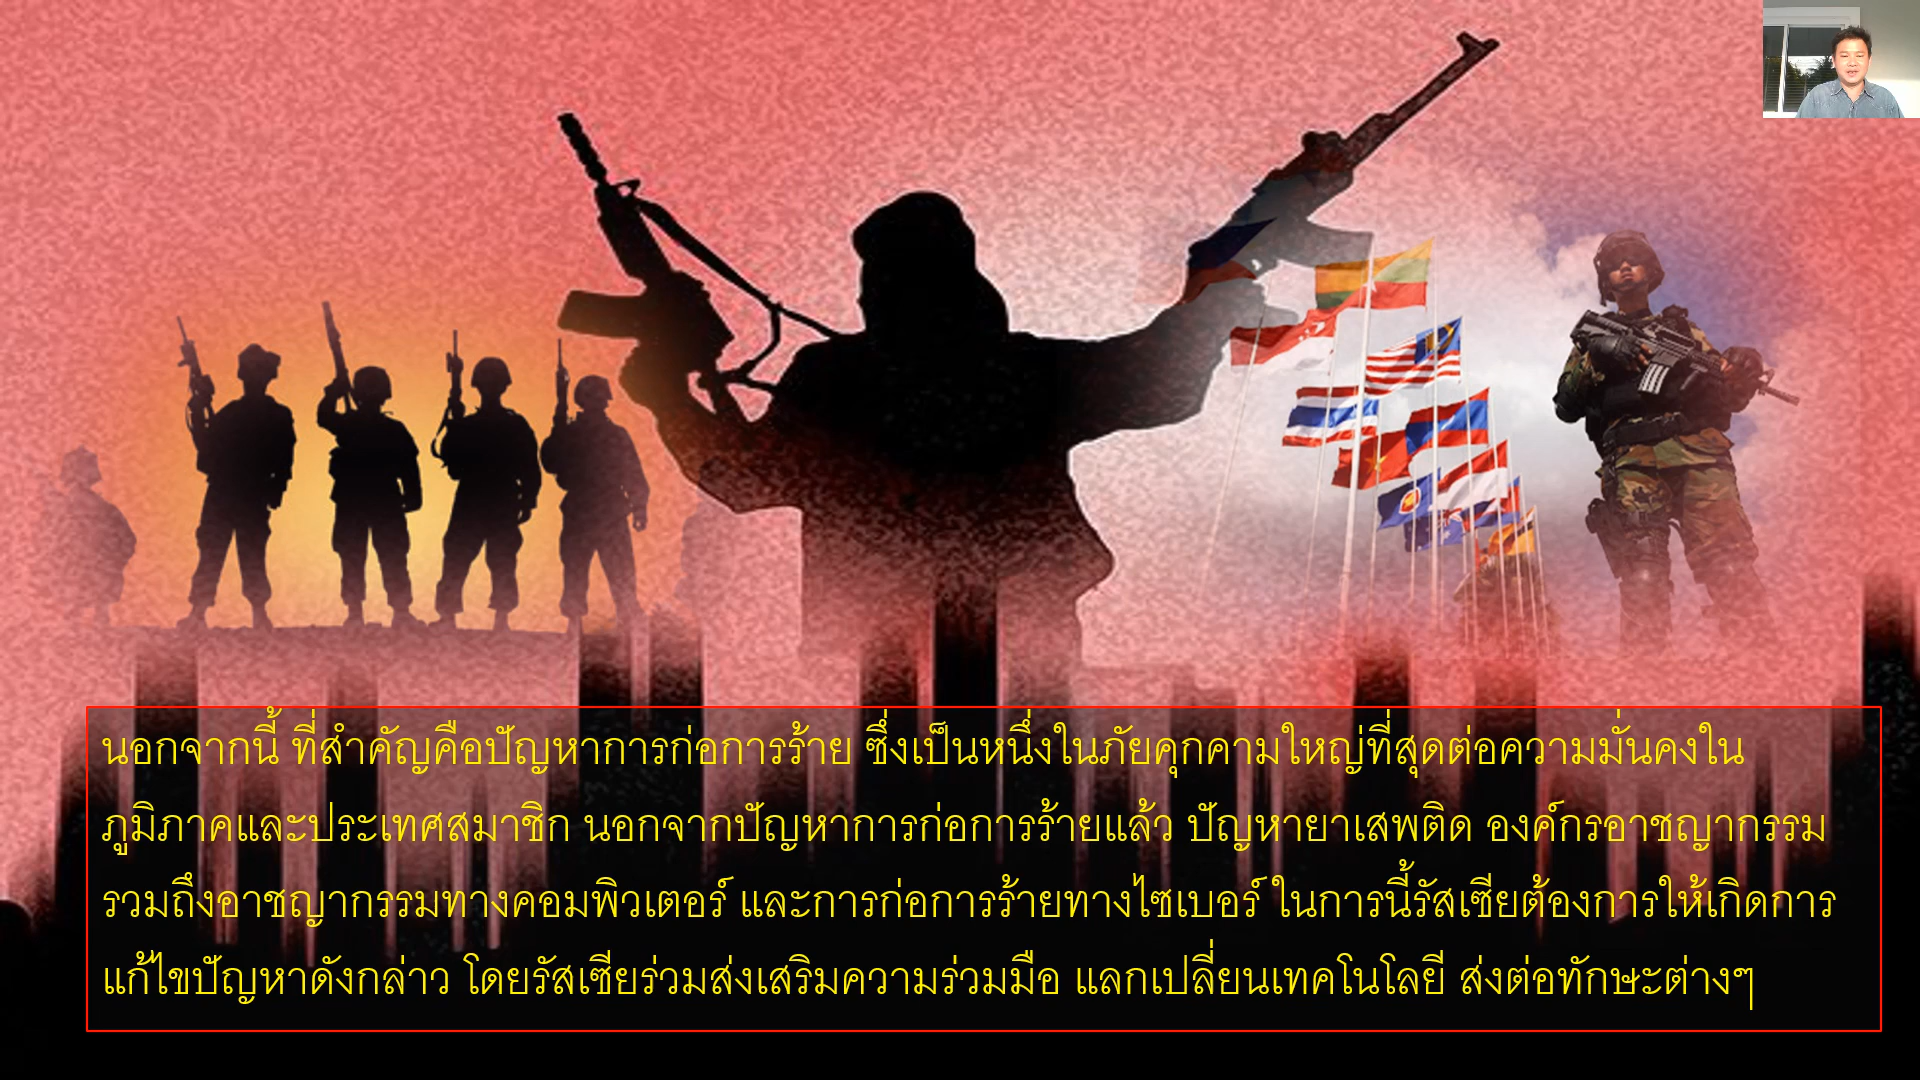 นอกจากนี้ ที่สำคัญคือปัญหาการก่อการร้าย ซึ่งเป็นหนึ่งในภัยคุกคามใหญ่ที่สุดต่อความมั่นคงใน
ภูมิภาคและประเทศสมาชิก นอกจากปัญหาการก่อการร้ายแล้ว ปัญหายาเสพติด องค์กรอาชญากรรม
รวมถึงอาชญากรรมทางคอมพิวเตอร์ และการก่อการร้ายทางไซเบอร์ ในการนี้รัสเซียต้องการให้เกิดการ
แก้ไขปัญหาดังกล่าว โดยรัสเซียร่วมส่งเสริมความร่วมมือ แลกเปลี่ยนเทคโนโลยี ส่งต่อทักษะต่างๆ